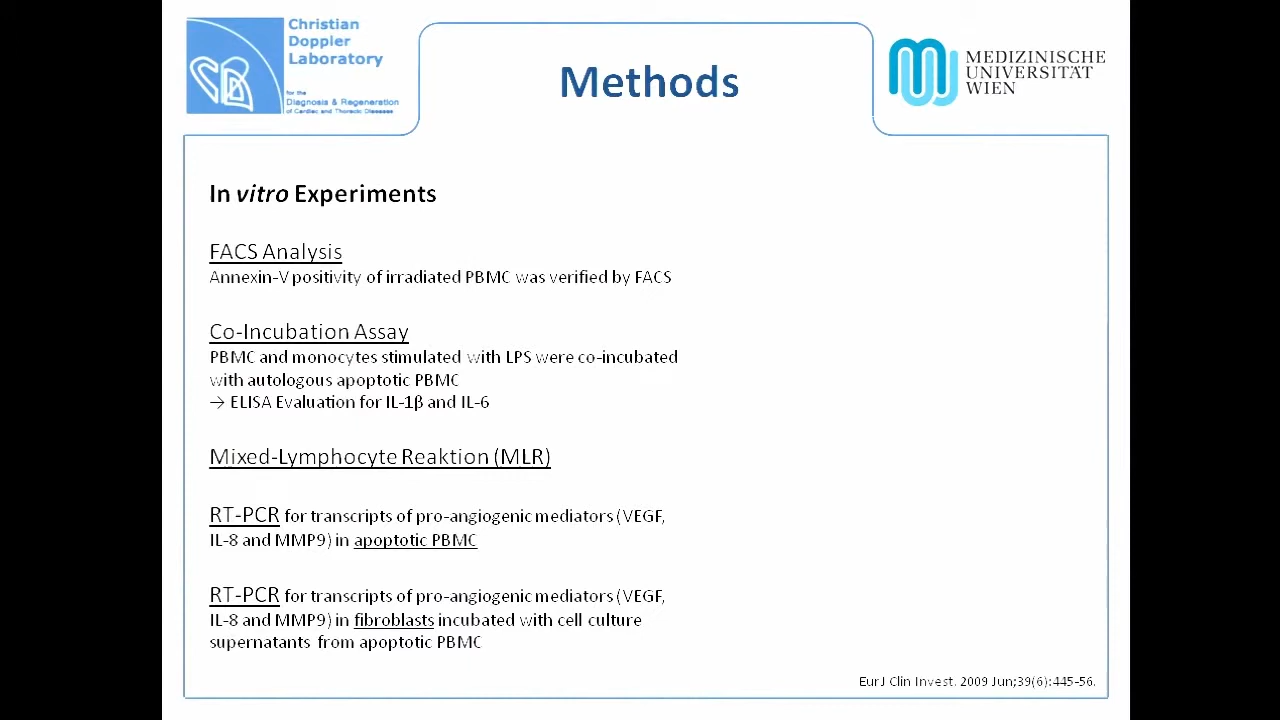 Christian
Doppler
Laboratory
for the
Diagnosis & Regeneration
of Cardiac and Thoracic Diseases
Methods
MEDIZINISCHE
UNIVERSITÄT
WIEN
In vitro Experiments
FACS Analysis
Annexin-V positivity of irradiated PBMC was verified by FACS
Co-Incubation Assay
PBMC and monocytes stimulated with LPS were co-incubated
with autologous apoptotic PBMC
→ ELISA Evaluation for IL-1β and IL-6
Mixed-Lymphocyte Reaktion (MLR)
RT-PCR for transcripts of pro-angiogenic mediators (VEGF,
IL-8 and MMP9) in apoptotic PBMC
RT-PCR for transcripts of pro-angiogenic mediators (VEGF,
IL-8 and MMP9) in fibroblasts incubated with cell culture
supernatants from apoptotic PBMC
Eur J Clin Invest. 2009 Jun;39(6):445-56.